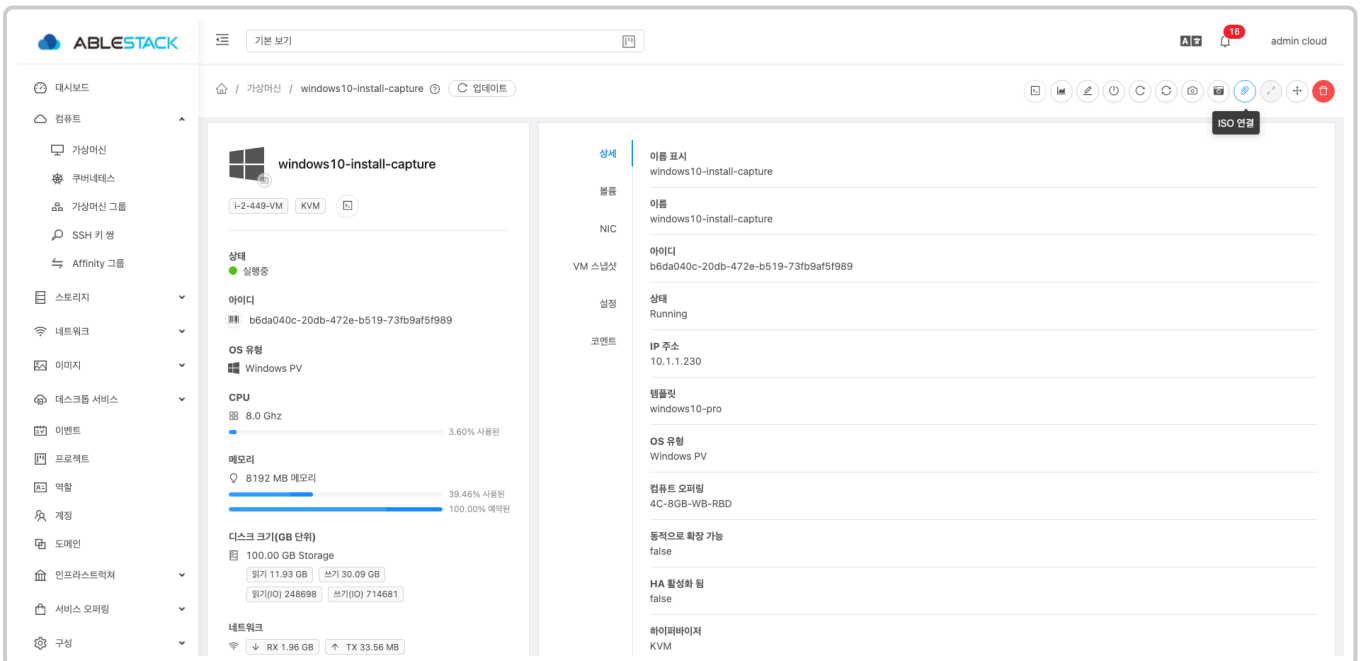 ABLESTACK
기본 보기
16
admin cloud
대시보드
컴퓨트
가상머신
쿠버네테스
가상머신 그룹
SSH 키 쌍
Affinity 그룹
스토리지
네트워크
이미지
데스크톱 서비스
이벤트
프로젝트
역할
계정
도메인
인프라스트럭쳐
서비스 오퍼링
구성
/ 가상머신 / windows10-install-capture 업데이트
ISO 연결
windows10-install-capture
i-2-449-VM KVM
상태
실행중
아이디
b6da040c-20db-472e-b519-73fb9af5f989
OS 유형
Windows PV
CPU
8.0 Ghz
3.60% 사용된
메모리
8192 MB 메모리
39.46% 사용된
100.00% 예약된
디스크 크기(GB 단위)
100.00 GB Storage
읽기 11.93 GB 쓰기 30.09 GB
읽기(IO) 248698 쓰기(IO) 714681
네트워크
RX 1.96 GB TX 33.56 MB
상세
볼륨
NIC
VM 스냅샷
설정
코멘트
이름 표시
windows10-install-capture
이름
windows10-install-capture
아이디
b6da040c-20db-472e-b519-73fb9af5f989
상태
Running
IP 주소
10.1.1.230
템플릿
windows10-pro
OS 유형
Windows PV
컴퓨트 오퍼링
4C-8GB-WB-RBD
동적으로 확장 가능
false
HA 활성화 됨
false
하이퍼바이저
KVM